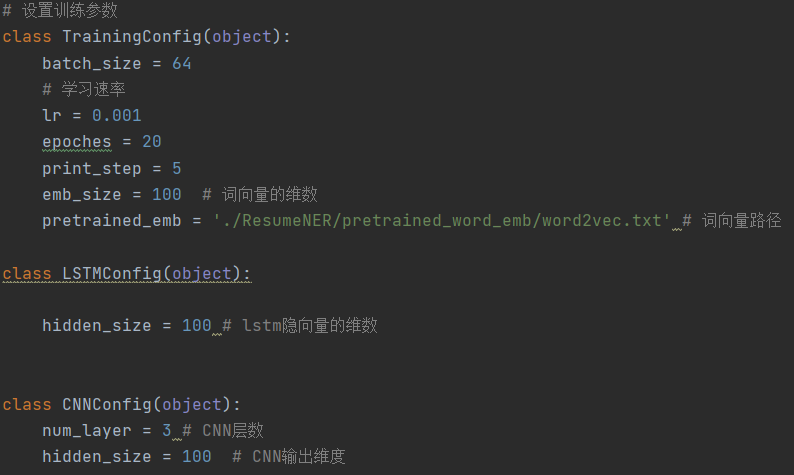 # 设置训练参数
class TrainingConfig(object):
    batch_size = 64
    # 学习速率
    lr = 0.001
    epoches = 20
    print_step = 5
    emb_size = 100  # 词向量的维数
    pretrained_emb = './ResumeNER/pretrained_word_emb/word2vec.txt' # 词向量路径
class LSTMConfig(object):
    hidden_size = 100 # lstm隐向量的维数
class CNNConfig(object):
    num_layer = 3 # CNN层数
    hidden_size = 100  # CNN输出维度